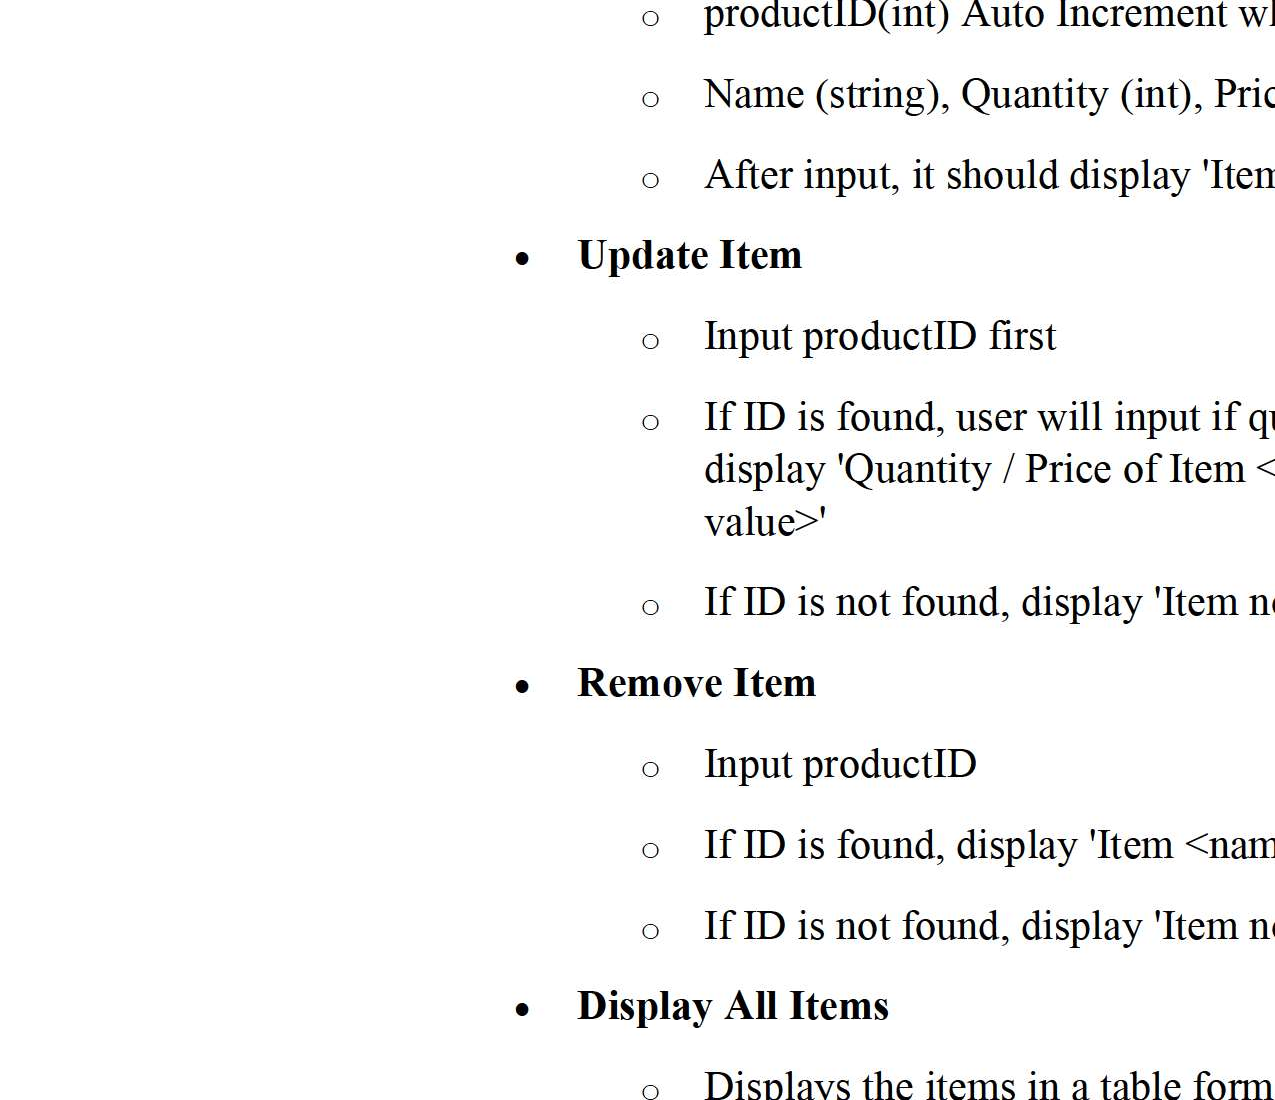 ○ productID(int) Auto Increment
○ Name (string), Quantity (int),
○ After input, it should display
• Update Item
○ Input productID first
○ If ID is found, user will input if
display 'Quantity / Price of Item <
value>'
○ If ID is not found, display 'Item
• Remove Item
○ Input productID
○ If ID is found, display 'Item
○ If ID is not found, display 'Item
• Display All Items
○ Displays the items in a table